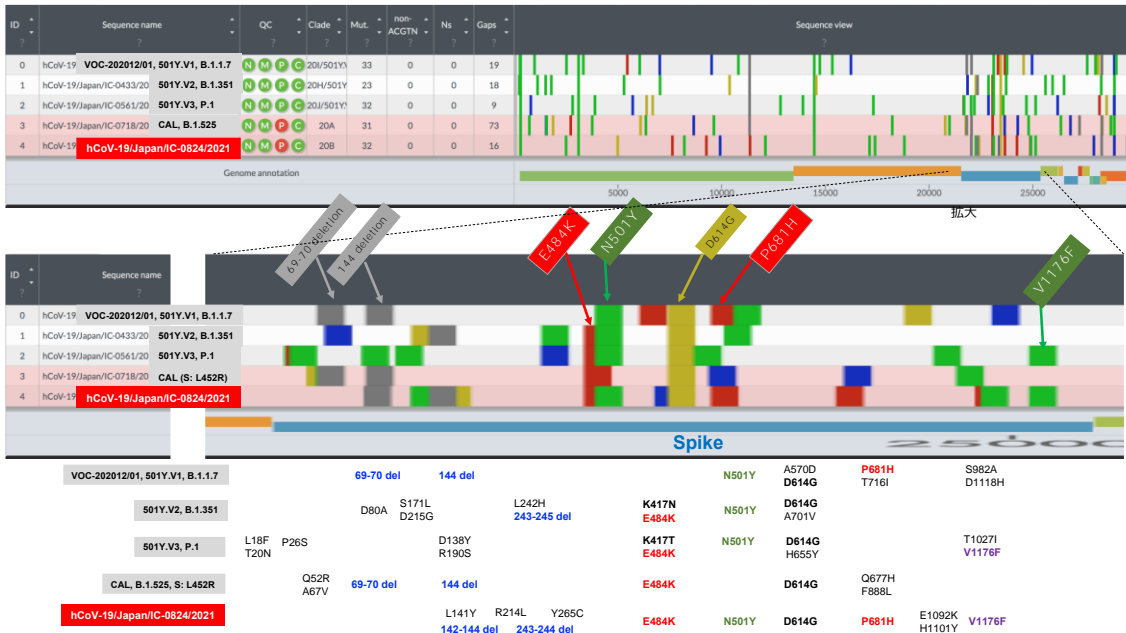 ID Sequence name QC Clade Mut. non-ACGTN Ns Gaps Sequence view
? ? ? ? ? ? ? ? ?
0 hCoV-19 VOC-202012/01, 501Y.V1, B.1.1.7 N M P C 20I/501Y.V 33 0 0 19
1 hCoV-19/Japan/IC-0433/20 501Y.V2, B.1.351 N M P C 20H/501Y 23 0 0 18
2 hCoV-19/Japan/IC-0561/20 501Y.V3, P.1 N M P C 20J/501Y. 32 0 0 9
3 hCoV-19/Japan/IC-0718/20 CAL, B.1.525 N M P C 20A 31 0 0 73
4 hCoV-19 hCoV-19/Japan/IC-0824/2021 N M P C 20B 32 0 0 16
Genome annotation
5000 10000 15000 20000 25000
拡大
69-70 deletion
144 deletion
E484K
N501Y
D614G
P681H
V1176F
ID Sequence name
? ?
0 hCoV-19 VOC-202012/01, 501Y.V1, B.1.1.7
1 hCoV-19/Japan/IC-0433/20 501Y.V2, B.1.351
2 hCoV-19/Japan/IC-0561/20 501Y.V3, P.1
3 hCoV-19/Japan/IC-0718/20 CAL (S: L452R)
4 hCoV-19 hCoV-19/Japan/IC-0824/2021
Spike
25000
VOC-202012/01, 501Y.V1, B.1.1.7 69-70 del 144 del N501Y A570D P681H S982A
D614G T716I D1118H
501Y.V2, B.1.351 D80A S171L L242H K417N N501Y D614G
D215G 243-245 del E484K A701V
501Y.V3, P.1 L18F P26S D138Y K417T N501Y D614G T1027I
T20N R190S E484K H655Y V1176F
CAL, B.1.525, S: L452R Q52R 69-70 del 144 del E484K D614G Q677H
A67V F888L
hCoV-19/Japan/IC-0824/2021 L141Y R214L Y265C E484K N501Y D614G P681H E1092K V1176F
142-144 del 243-244 del H1101Y